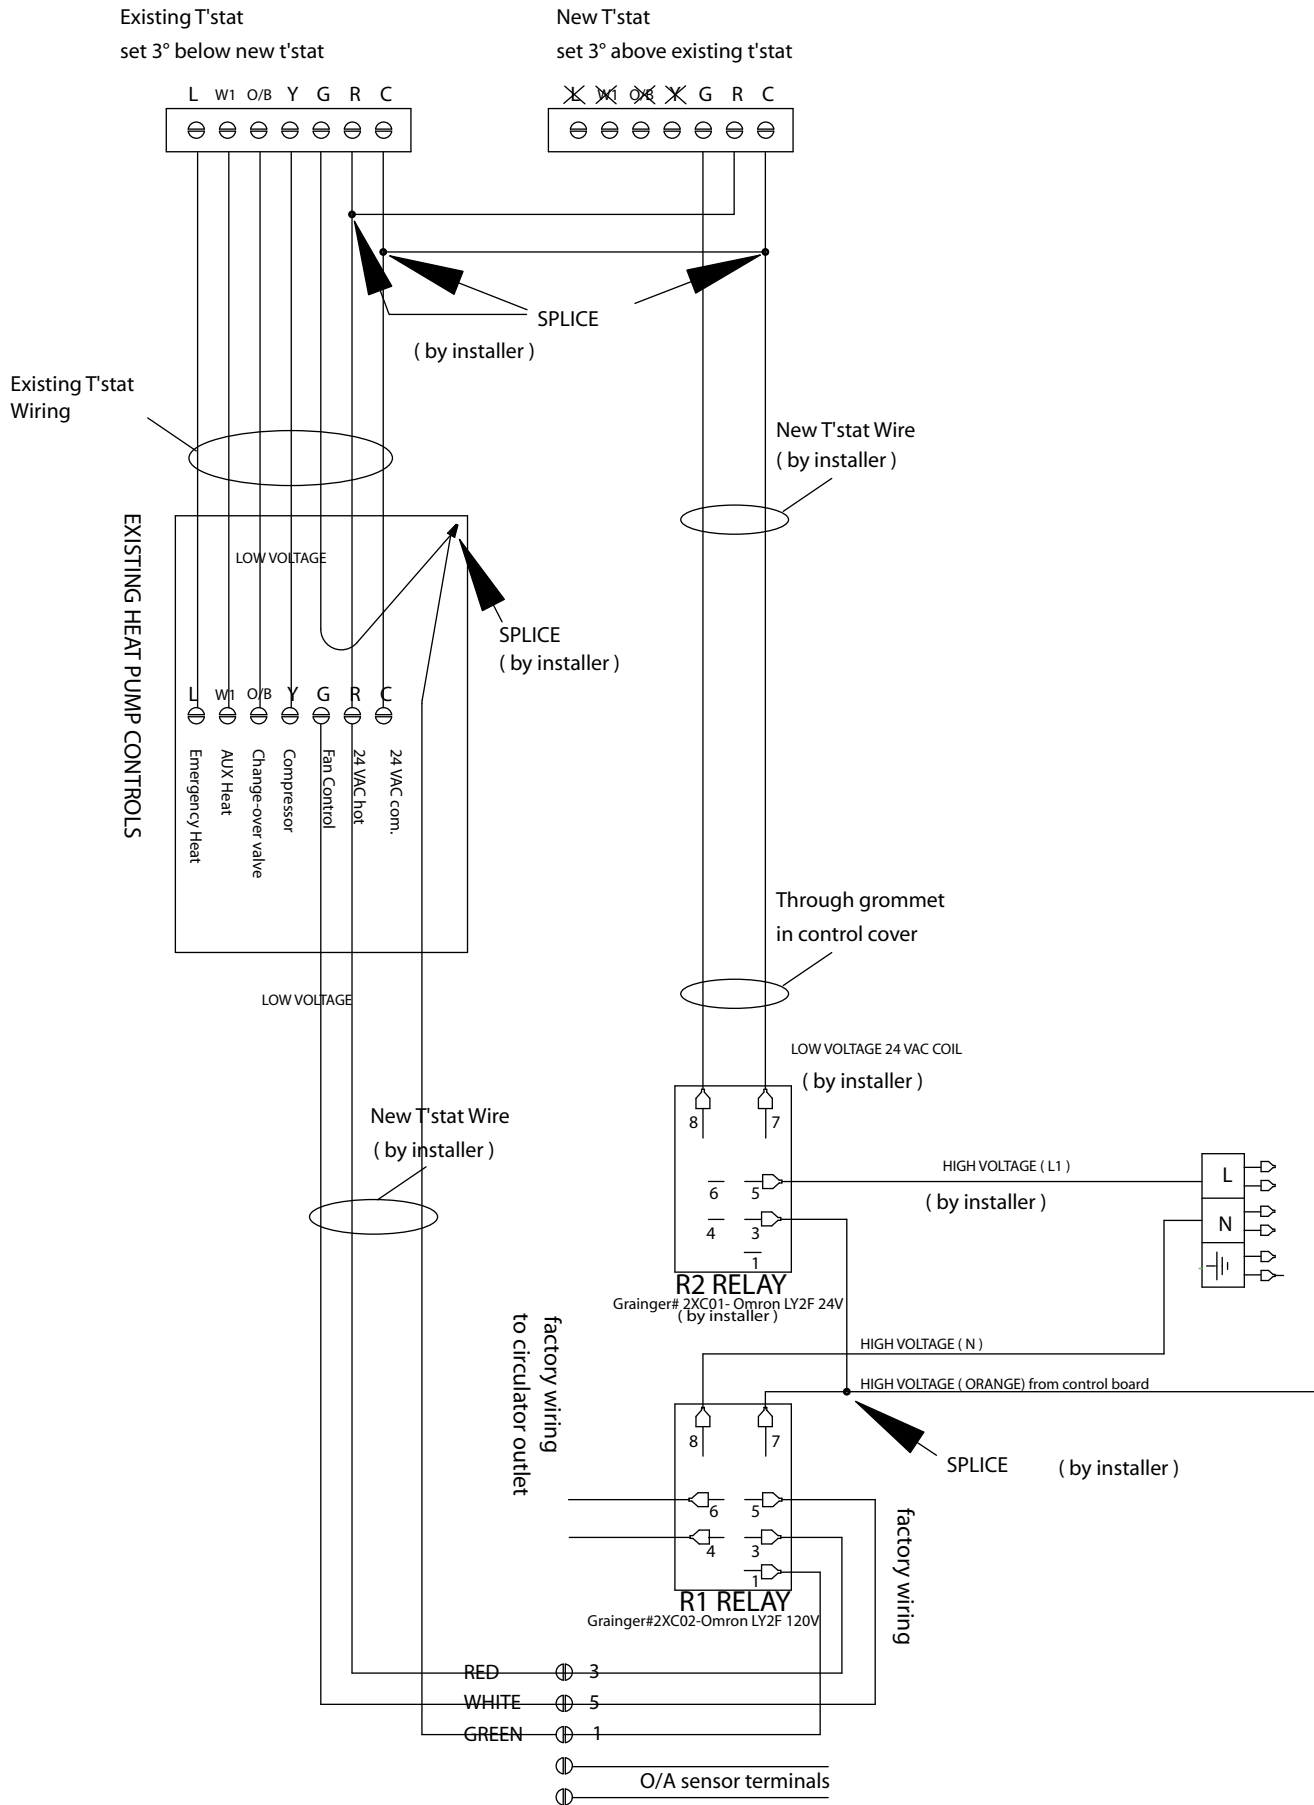 Existing T'stat
set 3° below new t'stat
New T'stat
set 3° above existing t'stat
L W1 O/B Y G R C
L W1 O/B Y G R C
SPLICE
( by installer )
Existing T'stat
Wiring
New T'stat Wire
( by installer )
EXISTING HEAT PUMP CONTROLS
LOW VOLTAGE
SPLICE
( by installer )
L W1 O/B Y G R C
Emergency Heat
AUX Heat
Change-over valve
Compressor
Fan Control
24 VAC hot
24 VAC com.
Through grommet
in control cover
LOW VOLTAGE
LOW VOLTAGE 24 VAC COIL
( by installer )
New T'stat Wire
( by installer )
8 7
6 5
4 3
1
HIGH VOLTAGE ( L1 )
( by installer )
L
N
R2 RELAY
Grainger# 2XC01- Omron LY2F 24V
( by installer )
factory wiring
to circulator outlet
HIGH VOLTAGE ( N )
HIGH VOLTAGE ( ORANGE) from control board
SPLICE ( by installer )
8 7
6 5
4 3
1
factory wiring
R1 RELAY
Grainger#2XC02-Omron LY2F 120V
RED 3
WHITE 5
GREEN 1
O/A sensor terminals